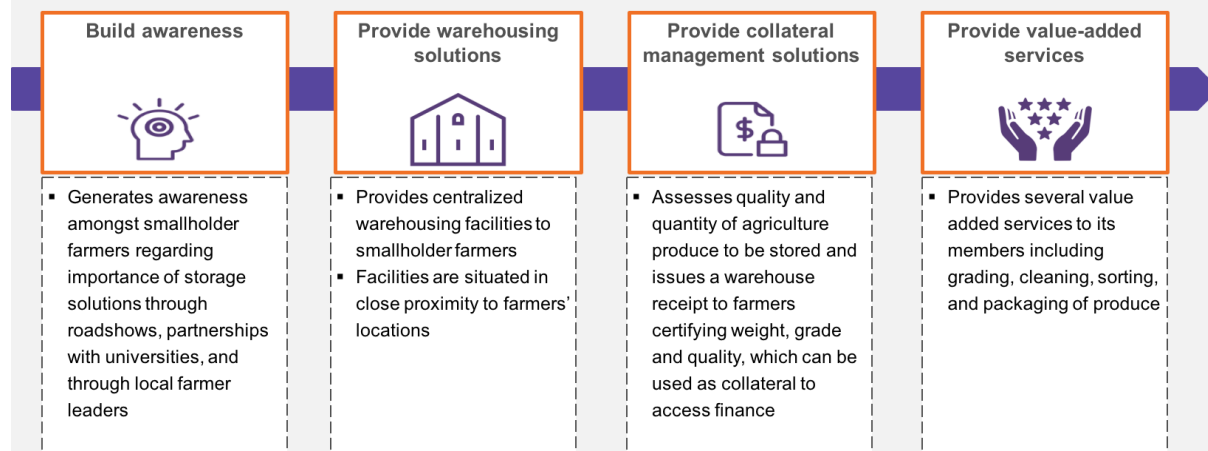 Build awareness
Provide warehousing
solutions
Provide collateral
management solutions
Provide value-added
services
$
▪ Generates awareness
amongst smallholder
farmers regarding
importance of storage
solutions through
roadshows, partnerships
with universities, and
through local farmer
leaders
▪ Provides centralized
warehousing facilities to
smallholder farmers
▪ Facilities are situated in
close proximity to farmers’
locations
▪ Assesses quality and
quantity of agriculture
produce to be stored and
issues a warehouse
receipt to farmers
certifying weight, grade
and quality, which can be
used as collateral to
access finance
▪ Provides several value
added services to its
members including
grading, cleaning, sorting,
and packaging of produce